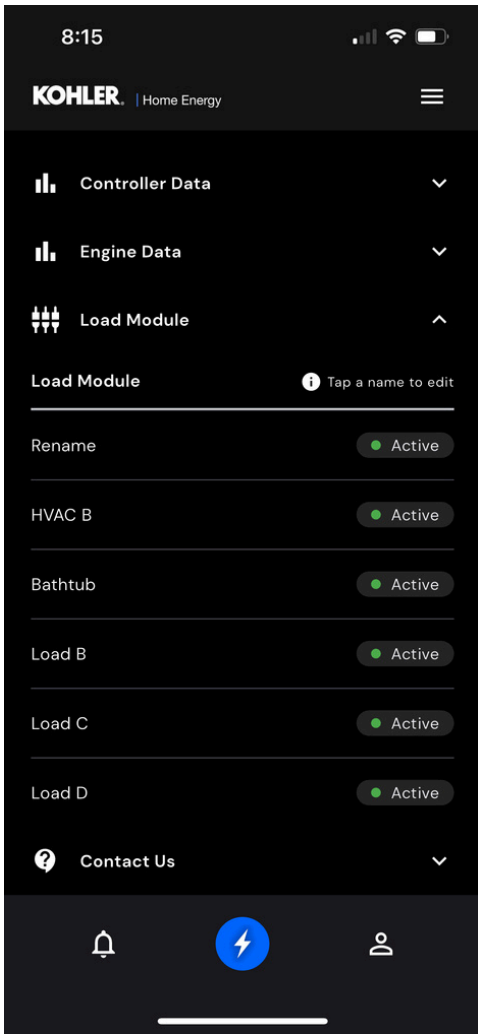 8:15
KOHLER. | Home Energy
Controller Data
Engine Data
Load Module
Load Module Tap a name to edit
Rename Active
HVAC B Active
Bathtub Active
Load B Active
Load C Active
Load D Active
Contact Us